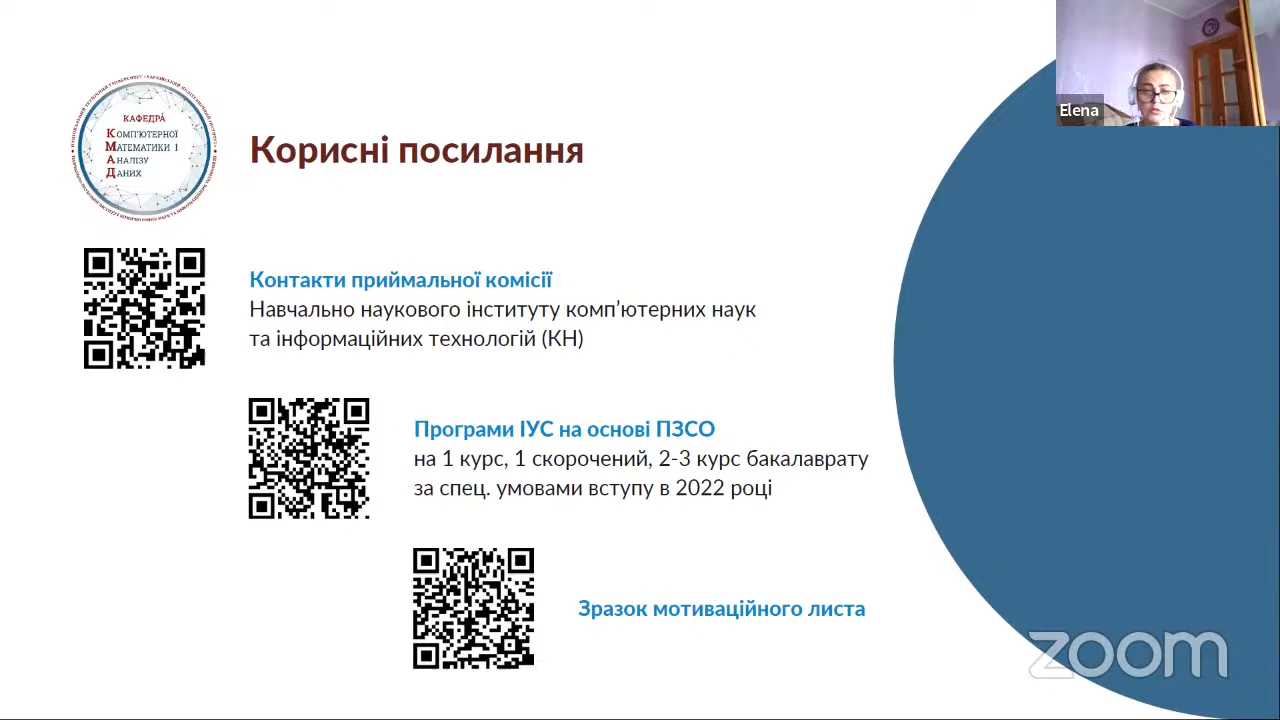 Elena
КАФЕДРА
КОМП'ЮТЕРНОЇ
МАТЕМАТИКИ І
АНАЛІЗУ
ДАНИХ
Корисні посилання
Контакти приймальної комісії
Навчально наукового інституту комп’ютерних наук
та інформаційних технологій (КН)
Програми ІУС на основі ПЗСО
на 1 курс, 1 скорочений, 2-3 курс бакалаврату
за спец. умовами вступу в 2022 році
Зразок мотиваційного листа
zoom